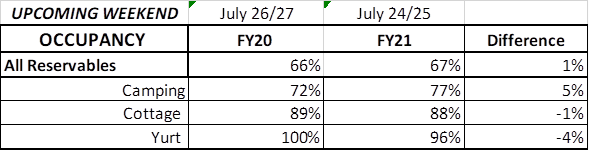 UPCOMING WEEKEND July 26/27 July 24/25
OCCUPANCY FY20 FY21 Difference
All Reservables 66% 67% 1%
Camping 72% 77% 5%
Cottage 89% 88% -1%
Yurt 100% 96% -4%